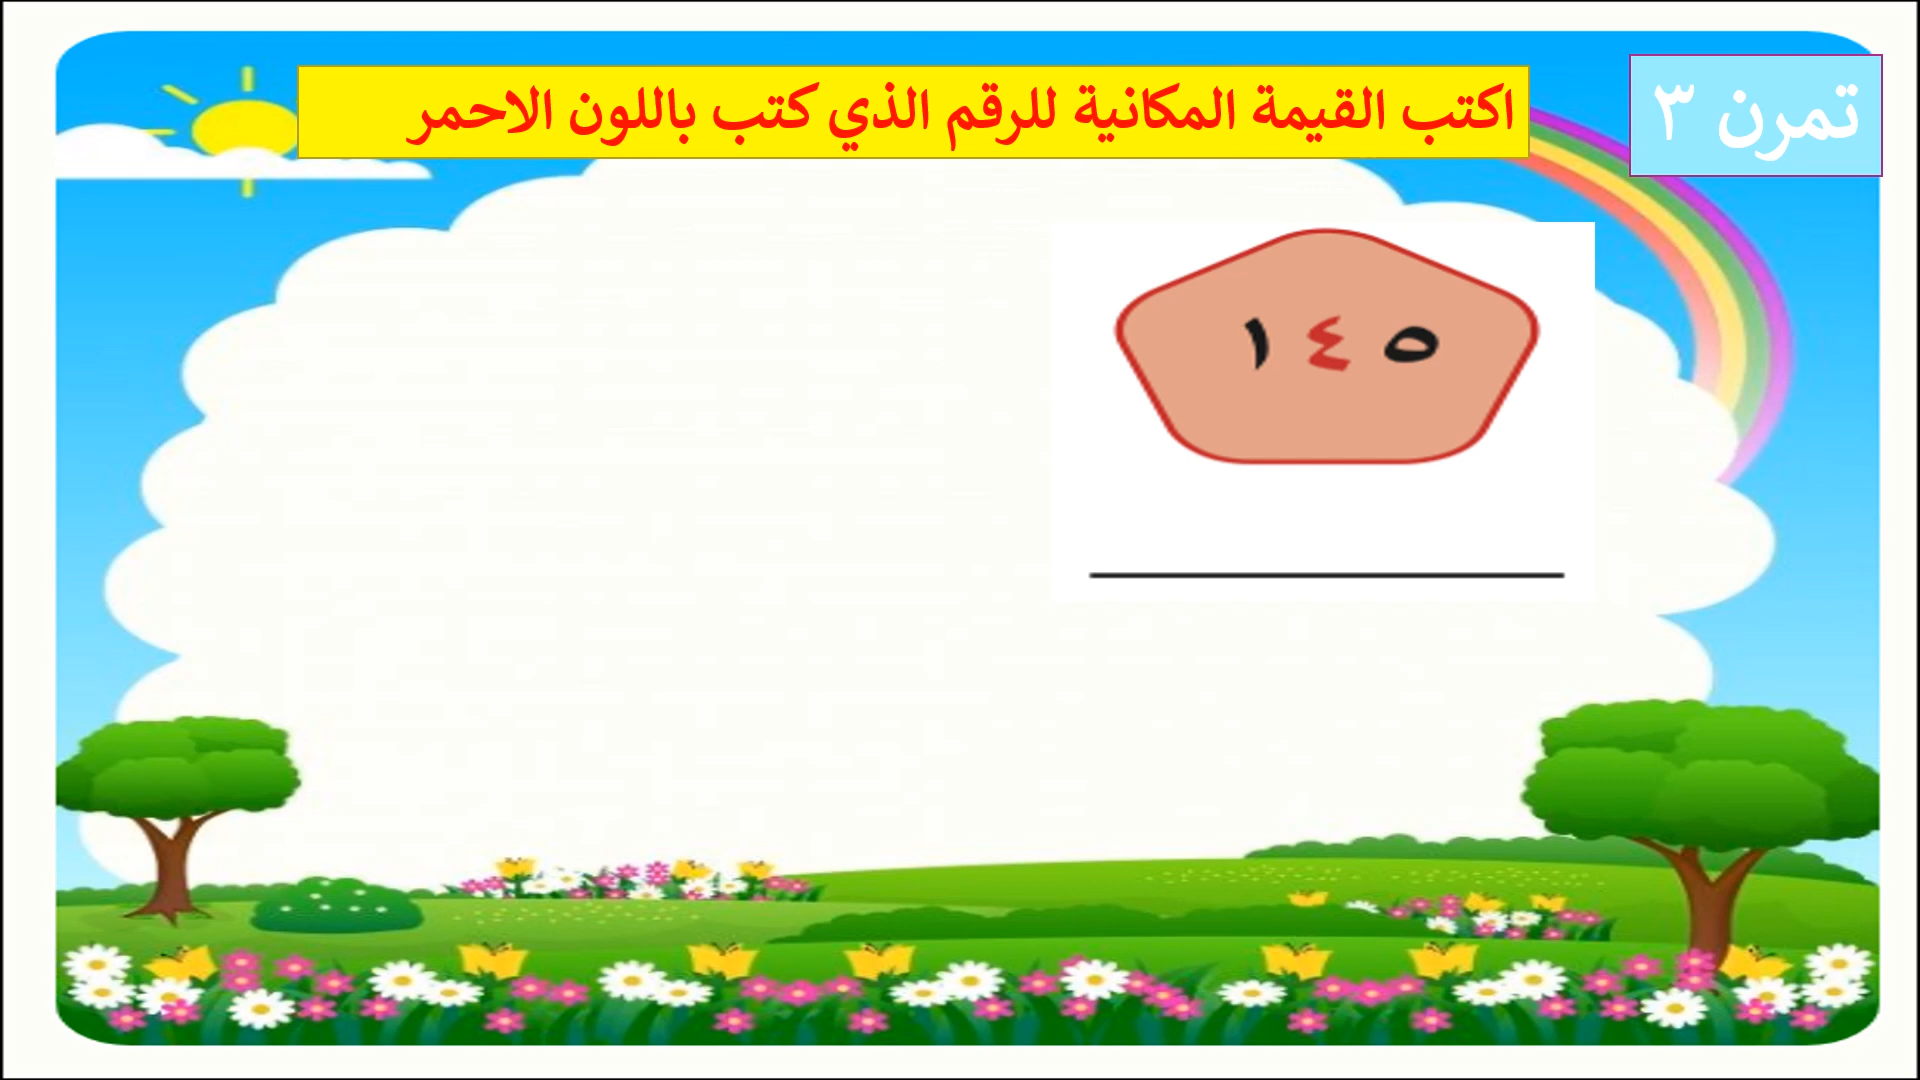 تمرن ٣
اكتب القيمة المكانية للرقم الذي كتب باللون الاحمر
١٤٥